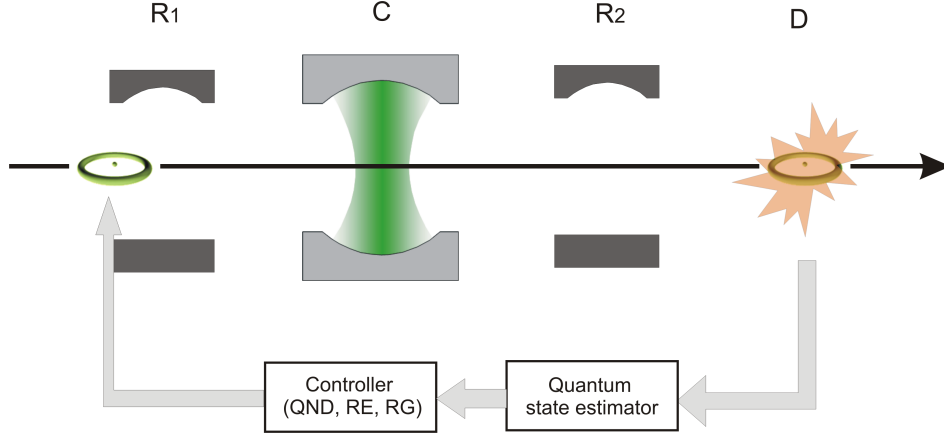 R1
C
R2
D
Controller
(QND, RE, RG)
Quantum
state estimator